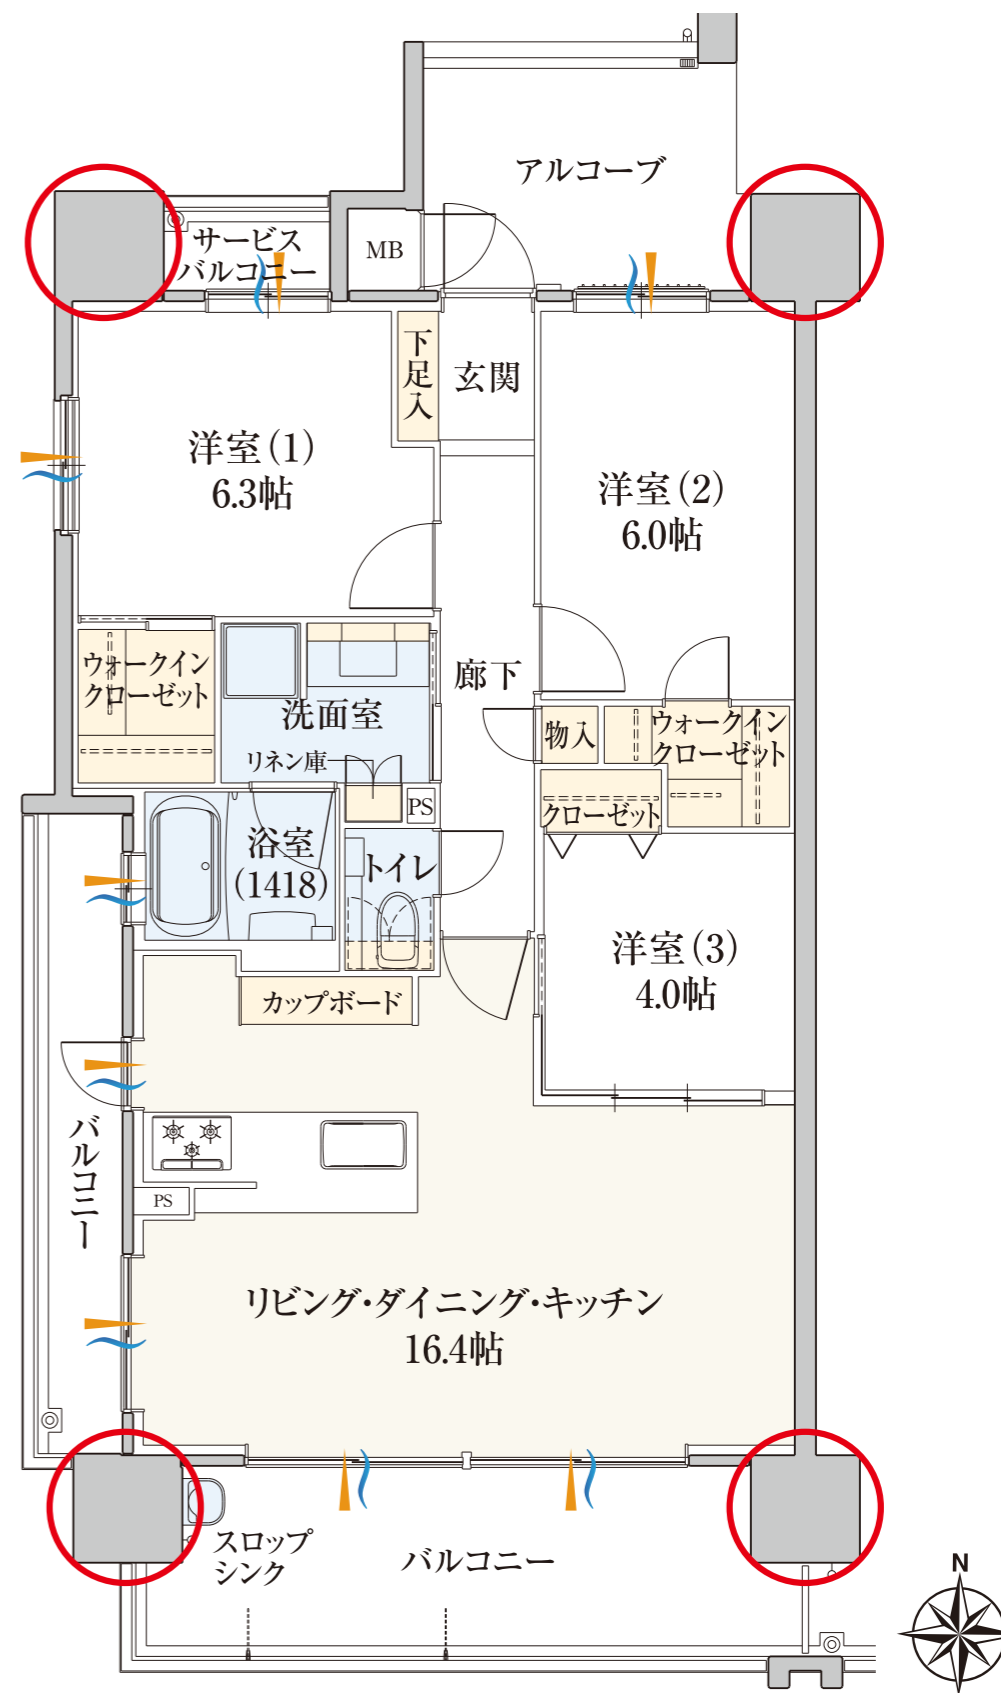 アルコーブ
サービス
バルコニー
MB
下足入
玄関
洋室(1)
6.3帖
洋室(2)
6.0帖
ウォークイン
クローゼット
洗面室
リネン庫
廊下
物入
ウォークイン
クローゼット
クローゼット
PS
浴室
(1418)
トイレ
洋室(3)
4.0帖
カップボード
バルコニー
PS
リビング・ダイニング・キッチン
16.4帖
スロップ
シンク
バルコニー
N